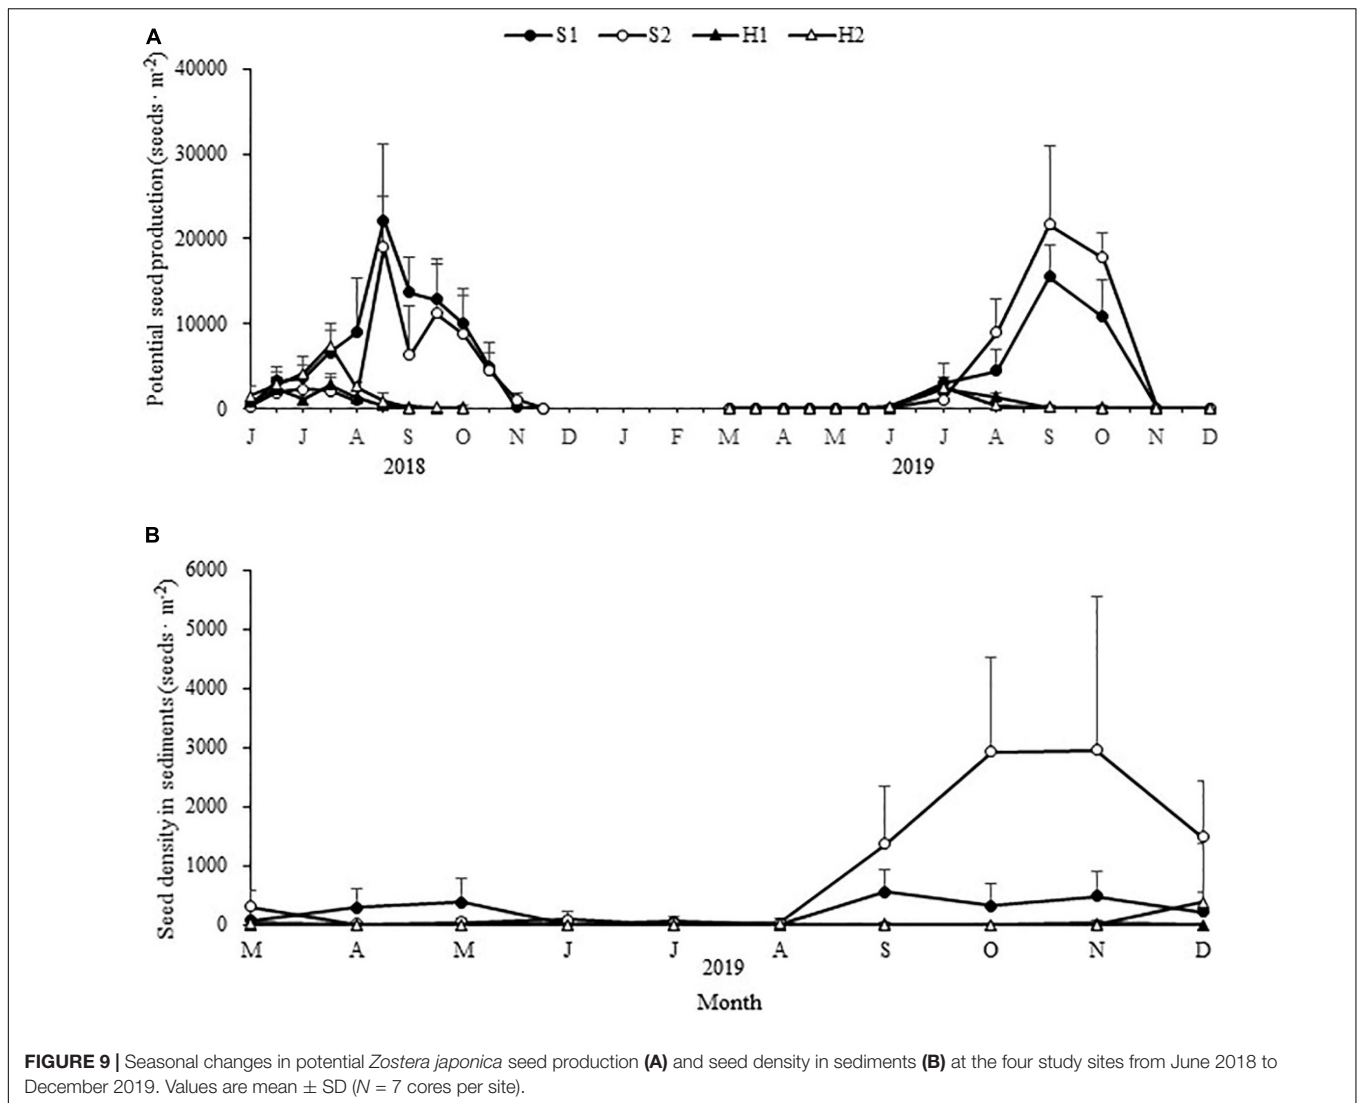 A
S1 S2 H1 H2
Potential seed production (seeds · m-2)
40000
30000
20000
10000
0
J J A S O N D J F M A M J J A S O N D
2018 2019
B
Seed density in sediments (seeds · m-2)
6000
5000
4000
3000
2000
1000
0
M A M J J A S O N D
2019
Month
FIGURE 9 | Seasonal changes in potential Zostera japonica seed production (A) and seed density in sediments (B) at the four study sites from June 2018 to
December 2019. Values are mean ± SD (N = 7 cores per site).